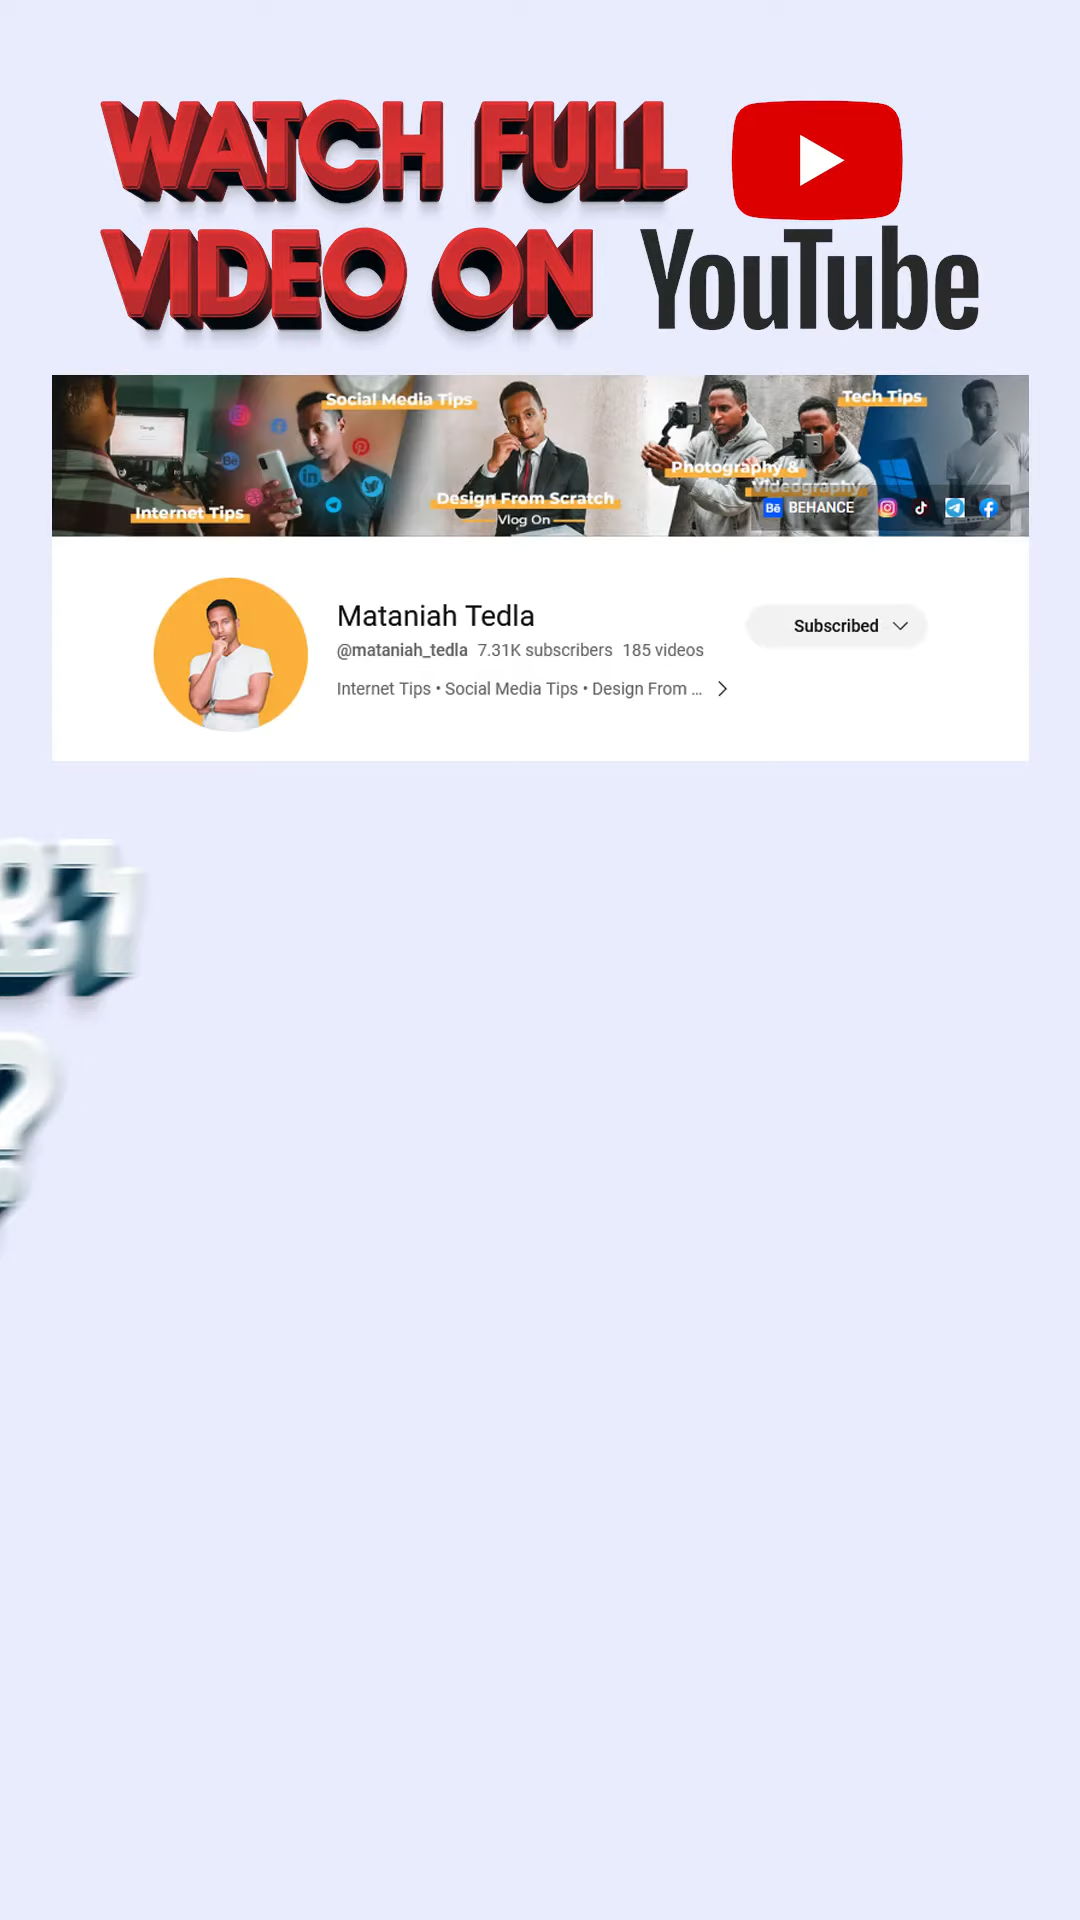 WATCH FULL
VIDEO ON YouTube
Social Media Tips
Tech Tips
Photography &
Videography
Design From Scratch
Internet Tips
Vlog On
Bē BEHANCE
Mataniah Tedla
Subscribed
@mataniah_tedla 7.31K subscribers 185 videos
Internet Tips • Social Media Tips • Design From ...
?